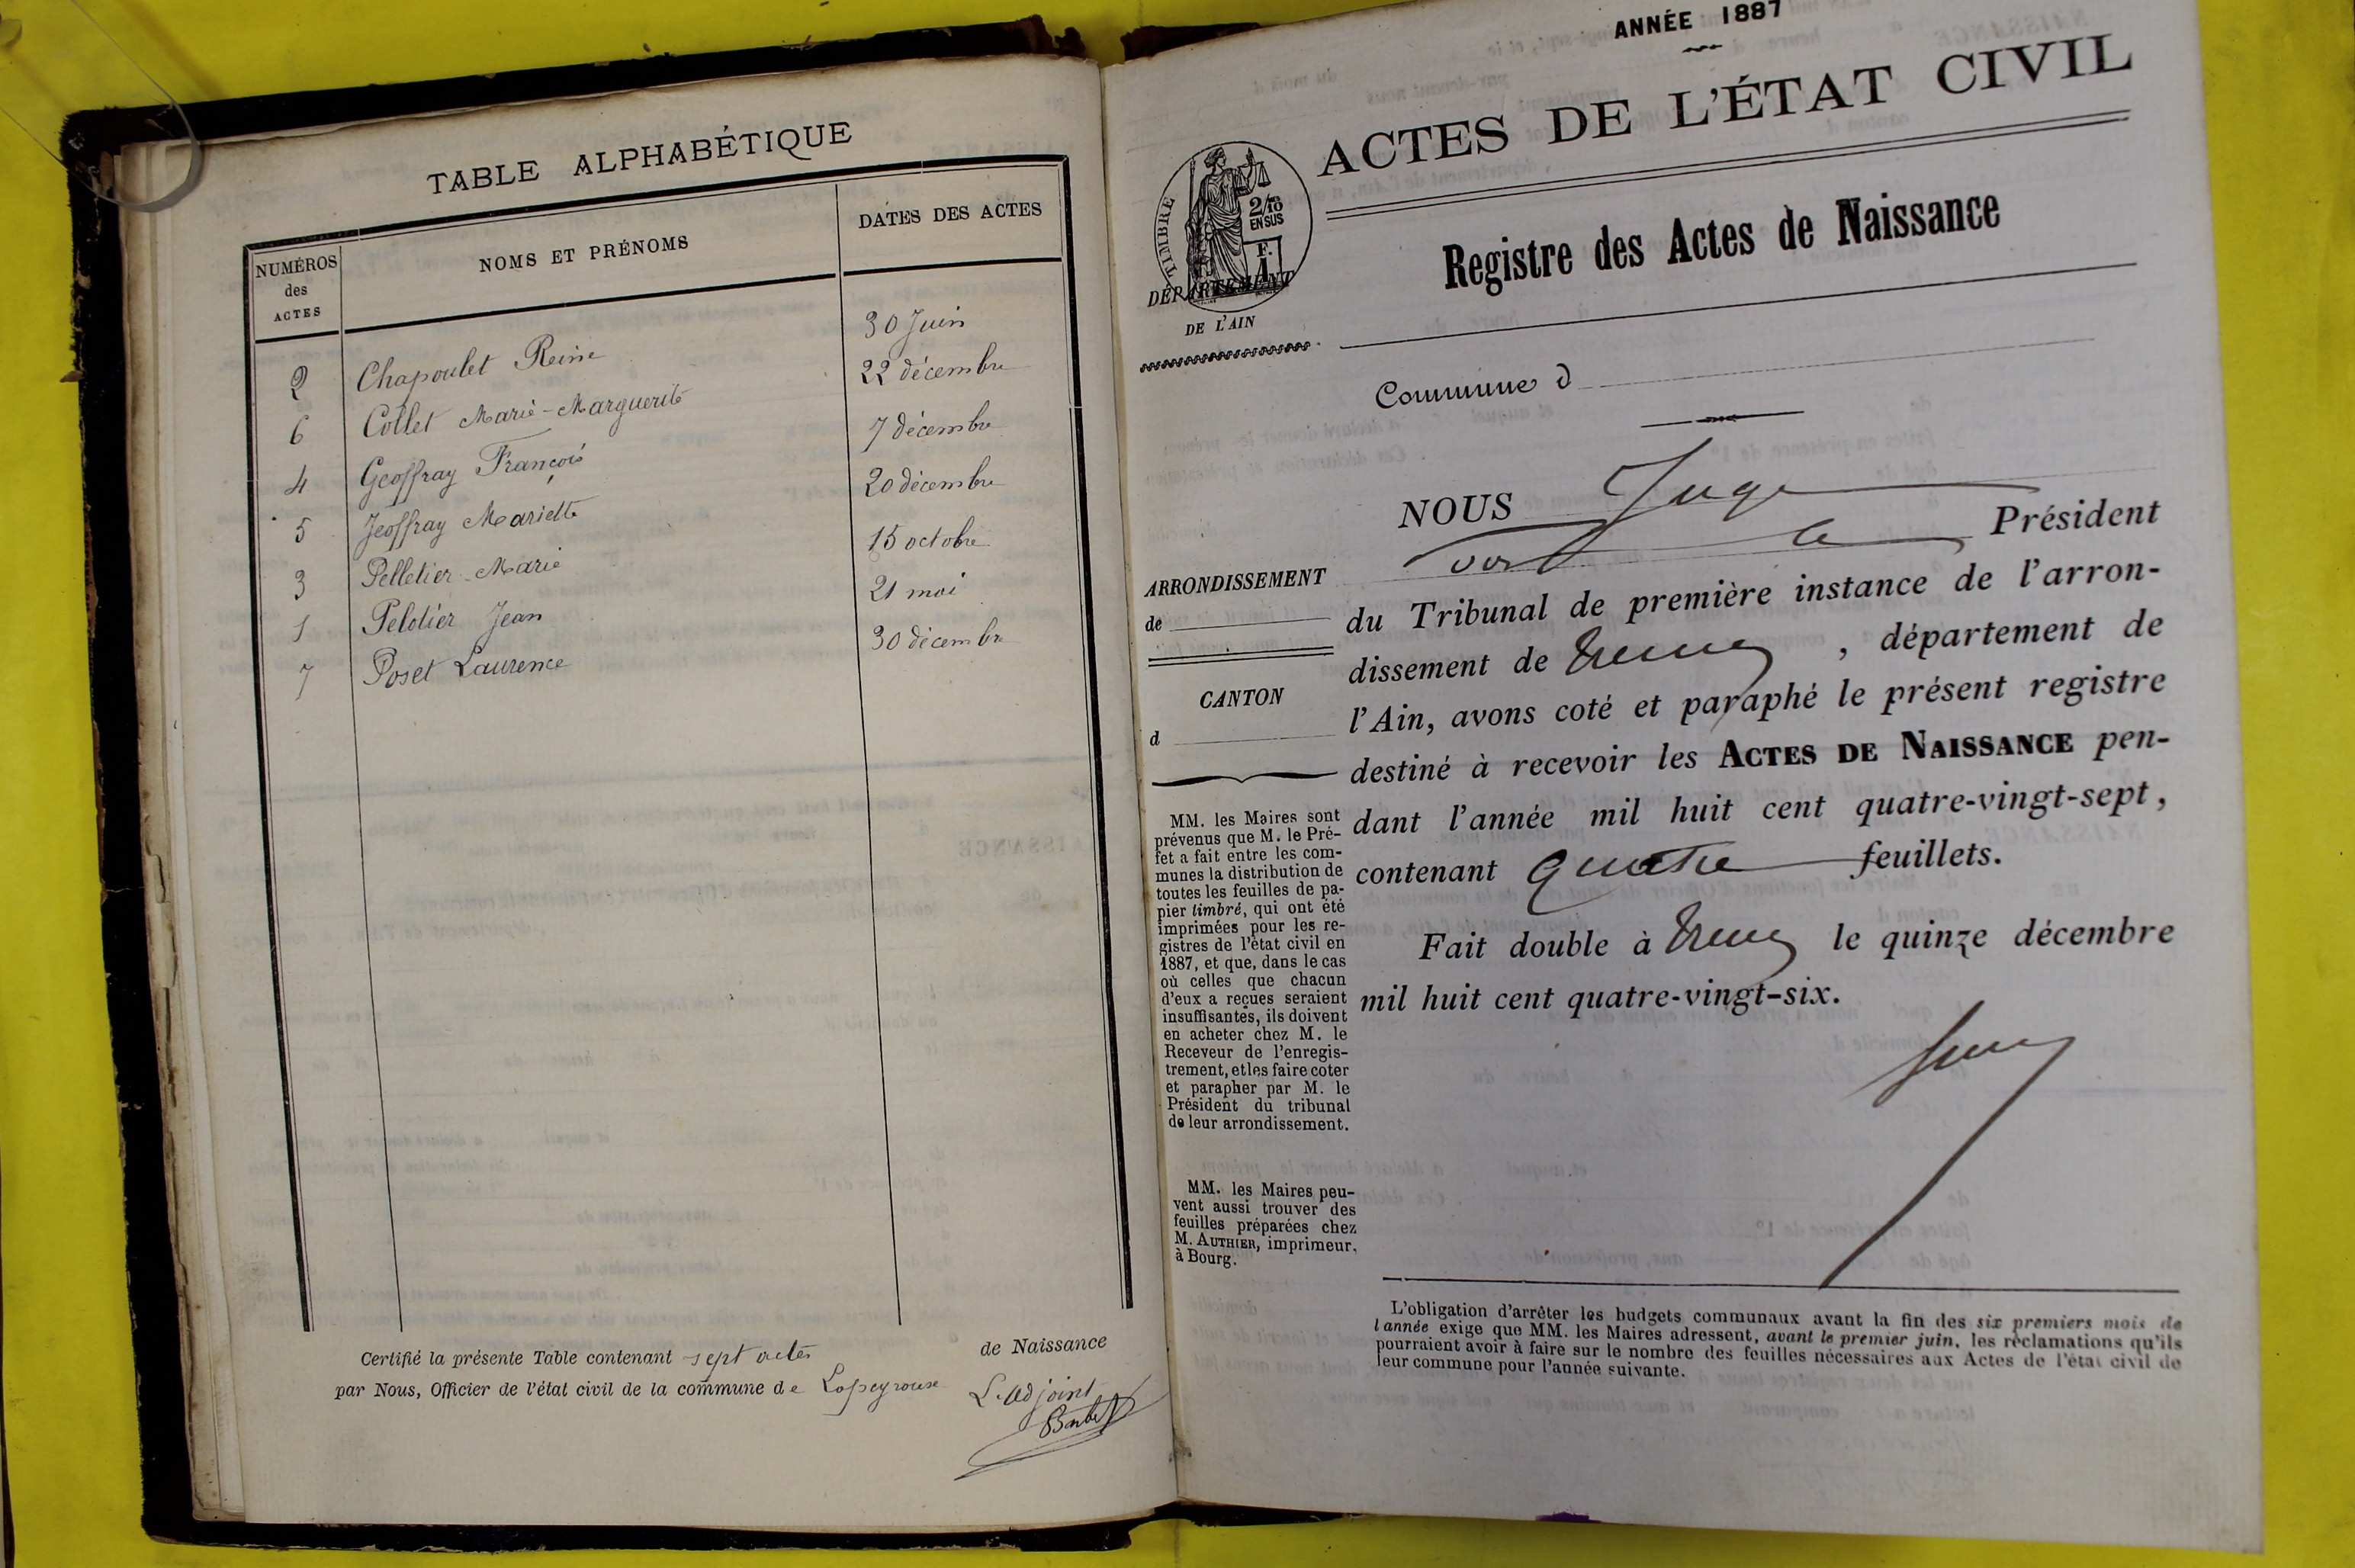 TABLE ALPHABÉTIQUE
NUMÉROS des ACTES
NOMS ET PRÉNOMS
DATES DES ACTES
2 Chapoulet Reine 30 Juin
6 Collet Marie-Marguerite 22 décembre
4 Geoffray François 7 décembre
5 Jeoffray Mariette 20 décembre
3 Pelletier Marie 15 octobre
1 Peletier Jean 21 mai
7 Poset Laurence 30 décembre
Certifié la présente Table contenant sept actes de Naissance
par Nous, Officier de l'état civil de la commune de Lapeyrouse
L'adjoint
ANNÉE 1887
ACTES DE L'ÉTAT CIVIL
TIMBRE
2/10
EN SUS
F.
1
DÉPARTEMENT
DE L'AIN
Registre des Actes de Naissance
Commune d
NOUS Juge
Président
ARRONDISSEMENT
de
CANTON
d
du Tribunal de première instance de l'arron-
dissement de Trévoux, département de
l'Ain, avons coté et paraphé le présent registre
destiné à recevoir les ACTES DE NAISSANCE pen-
dant l'année mil huit cent quatre-vingt-sept,
contenant quatre feuillets.
Fait double à Trévoux le quinze décembre
mil huit cent quatre-vingt-six.
MM. les Maires sont
prévenus que M. le Pré-
fet a fait entre les com-
munes la distribution de
toutes les feuilles de pa-
pier timbré, qui ont été
imprimées pour les re-
gistres de l'état civil en
1887, et que, dans le cas
où celles que chacun
d'eux a reçues seraient
insuffisantes, ils doivent
en acheter chez M. le
Receveur de l'enregis-
trement, et les faire coter
et parapher par M. le
Président du tribunal
de leur arrondissement.
MM. les Maires peu-
vent aussi trouver des
feuilles préparées chez
M. AUTHIER, imprimeur,
à Bourg.
L'obligation d'arrêter les budgets communaux avant la fin des six premiers mois de
l'année exige que MM. les Maires adressent, avant le premier juin, les réclamations qu'ils
pourraient avoir à faire sur le nombre des feuilles nécessaires aux Actes de l'état civil de
leur commune pour l'année suivante.